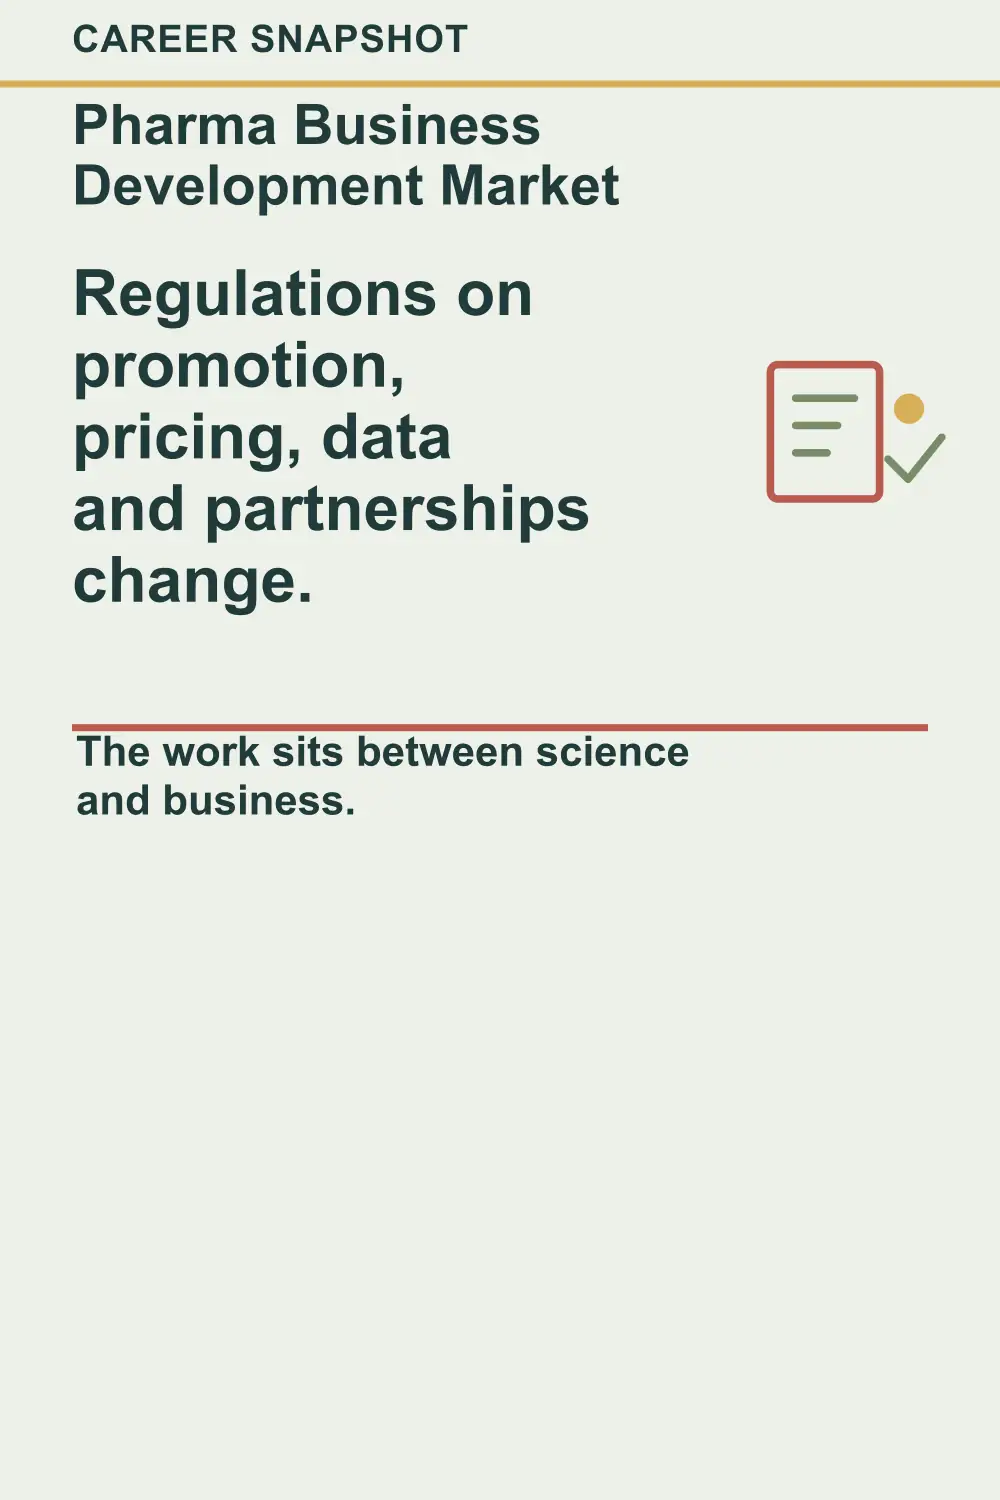 CAREER SNAPSHOT
Pharma Business
Development Market
Regulations on
promotion,
pricing, data
and partnerships
change.
The work sits between science
and business.